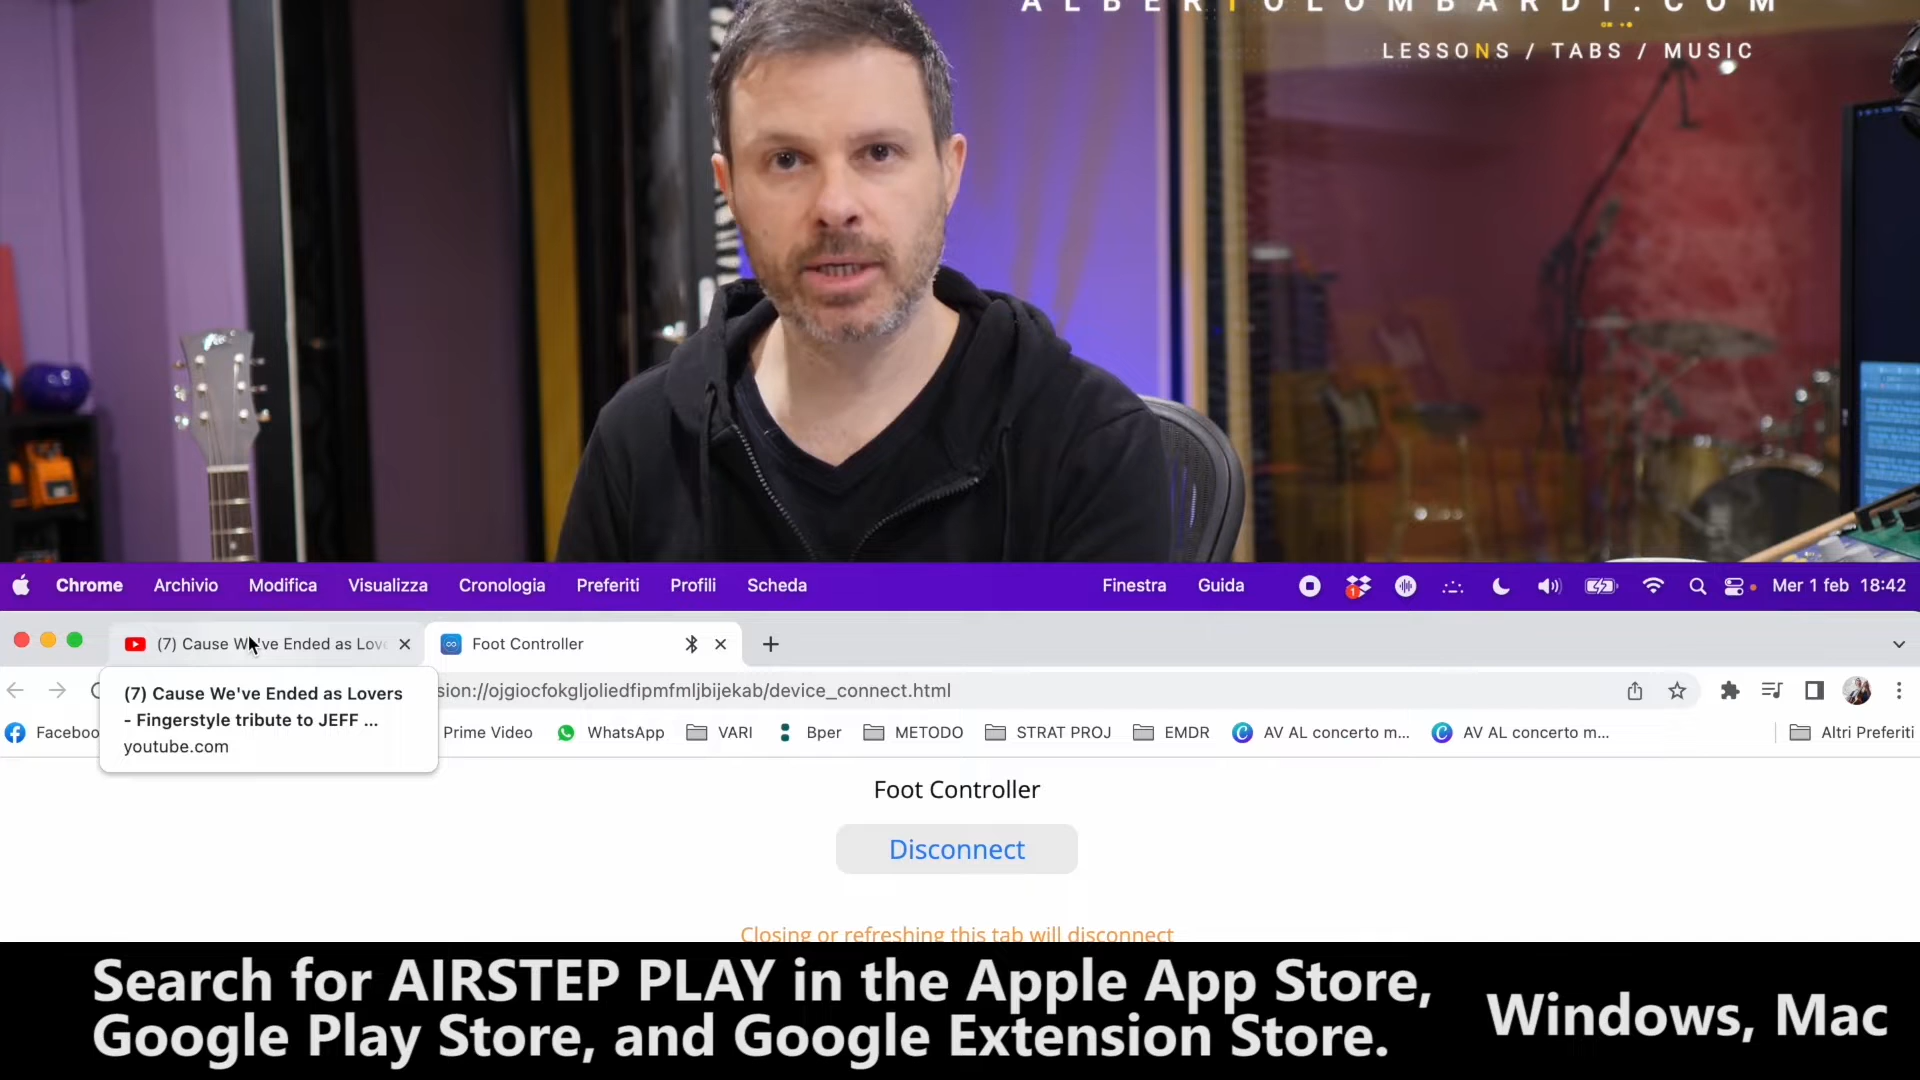 ALBERTOLOMBARDI.COM
LESSONS / TABS / MUSIC
Chrome Archivio Modifica Visualizza Cronologia Preferiti Profili Scheda Finestra Guida 1 Mer 1 feb 18:42
(7) Cause We've Ended as Love
Foot Controller
sion://ojgiocfokgljoliedfipmfmljbijekab/device_connect.html
(7) Cause We've Ended as Lovers
- Fingerstyle tribute to JEFF ...
youtube.com
Faceboo Prime Video WhatsApp VARI Bper METODO STRAT PROJ EMDR AV AL concerto m... AV AL concerto m... Altri Preferiti
Foot Controller
Disconnect
Closing or refreshing this tab will disconnect
Search for AIRSTEP PLAY in the Apple App Store,
Google Play Store, and Google Extension Store.
Windows, Mac